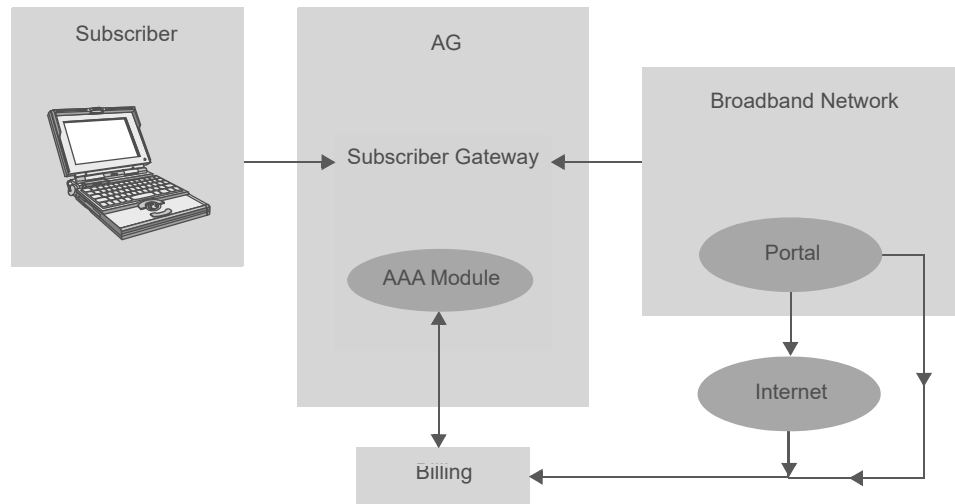 Subscriber
AG
Broadband Network
Subscriber Gateway
Portal
AAA Module
Internet
Billing